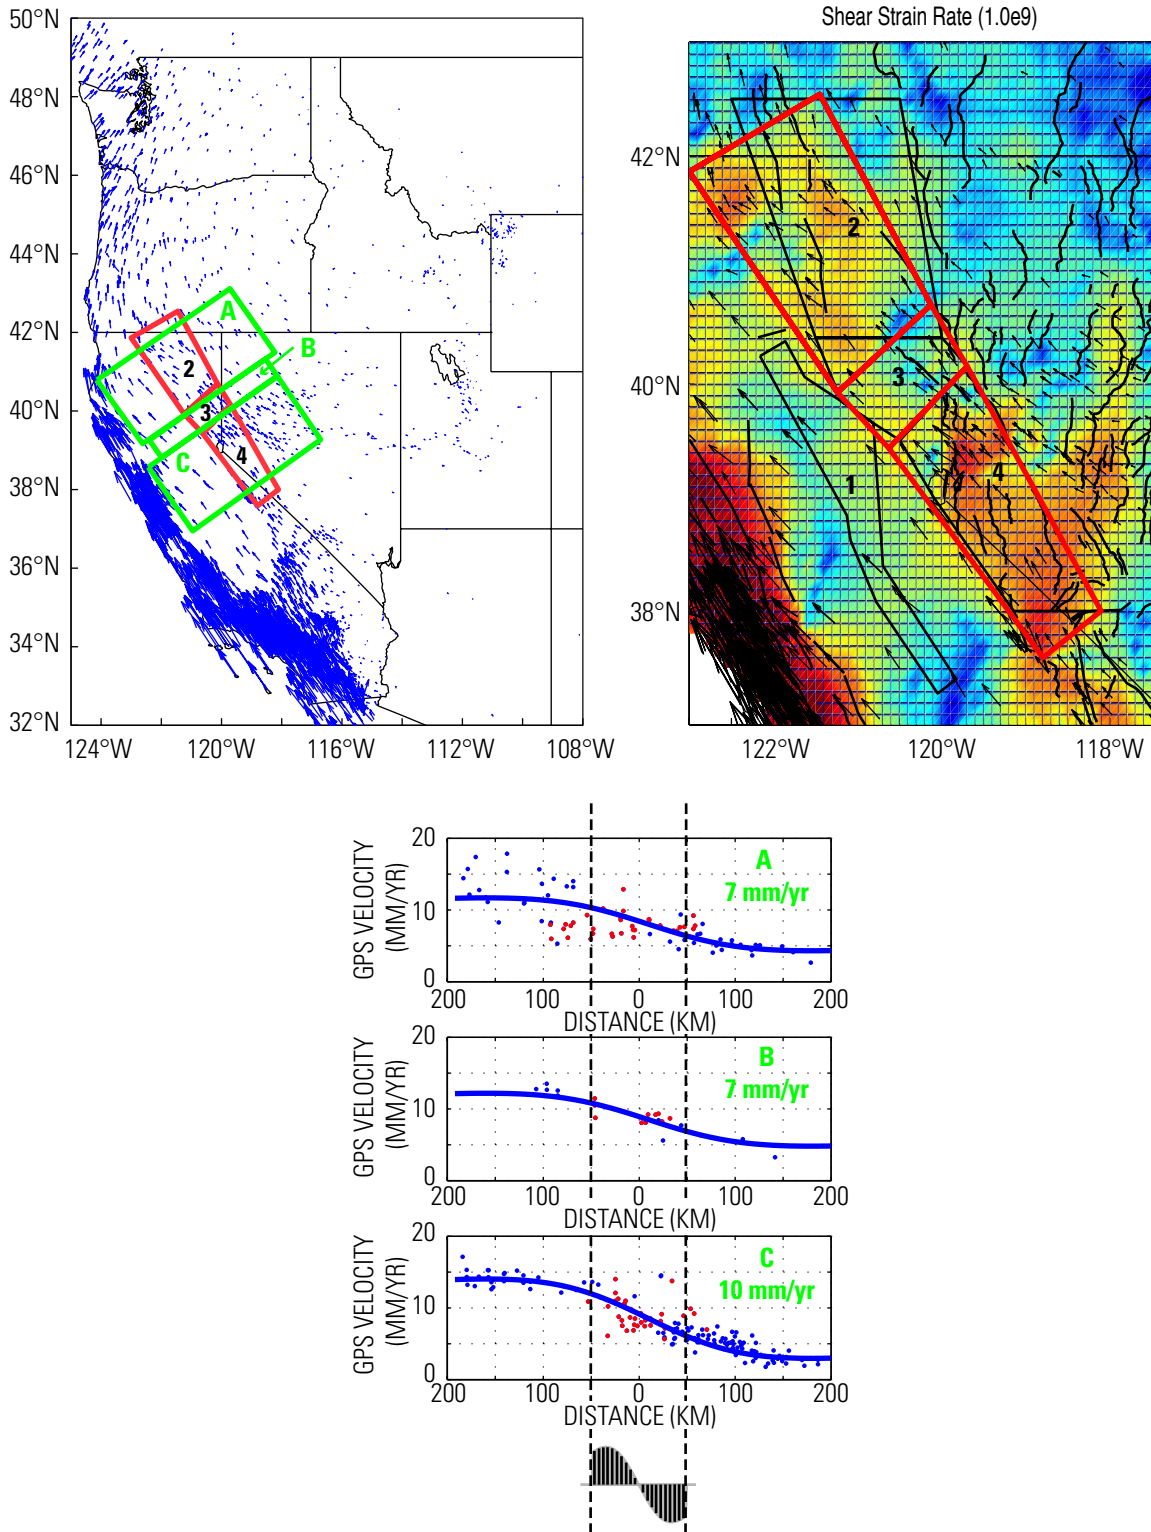 50°N
48°N
46°N
44°N
42°N
40°N
38°N
36°N
34°N
32°N
124°W 120°W 116°W 112°W 108°W
A
B
C
2
3
4
Shear Strain Rate (1.0e9)
42°N
40°N
38°N
122°W 120°W 118°W
2
3
1
4
GPS VELOCITY
(MM/YR)
20
10
0
A
7 mm/yr
200 100 0 100 200
DISTANCE (KM)
GPS VELOCITY
(MM/YR)
20
10
0
B
7 mm/yr
200 100 0 100 200
DISTANCE (KM)
GPS VELOCITY
(MM/YR)
20
10
0
C
10 mm/yr
200 100 0 100 200
DISTANCE (KM)